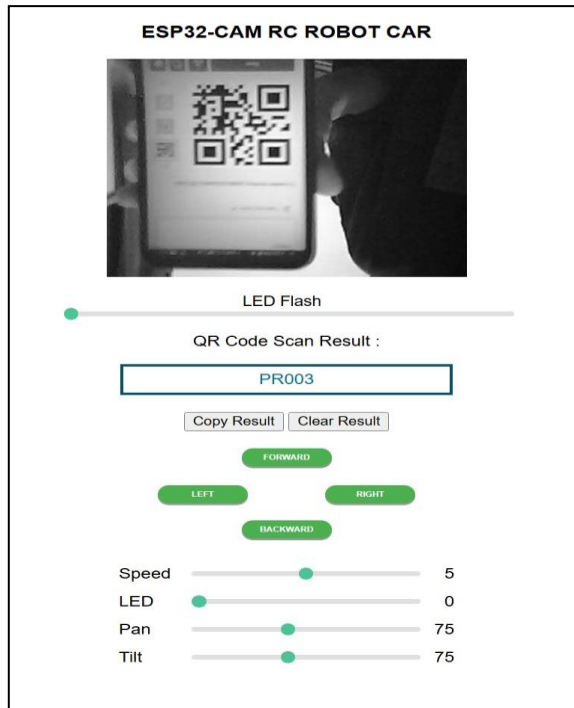 ESP32-CAM RC ROBOT CAR
LED Flash
QR Code Scan Result :
PR003
Copy Result Clear Result
FORWARD
LEFT RIGHT
BACKWARD
Speed 5
LED 0
Pan 75
Tilt 75